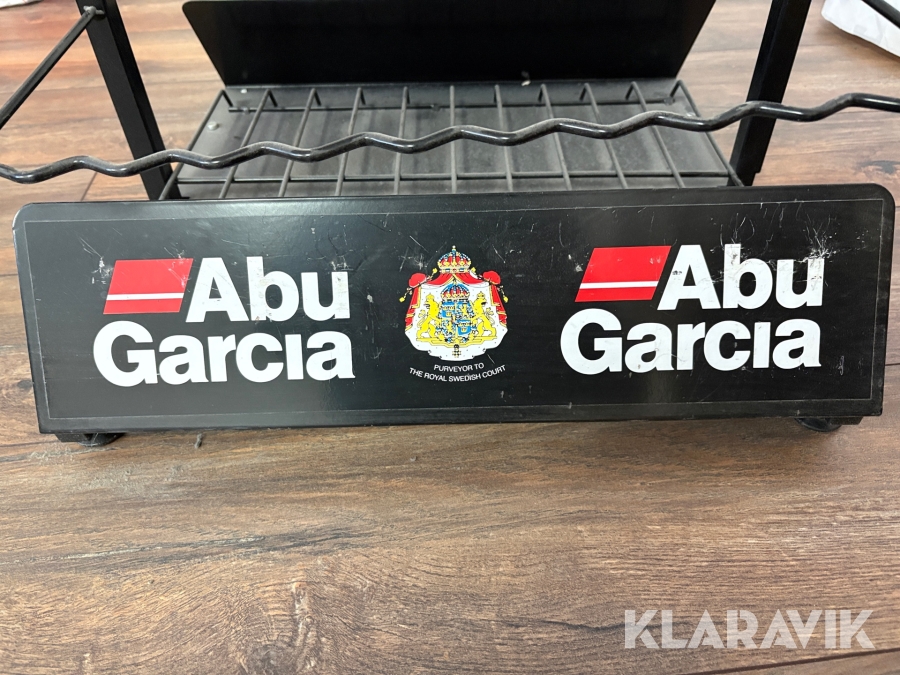 Abu
Garcia
PURVEYOR TO
THE ROYAL SWEDISH COURT
Abu
Garcia
KLARAVIK